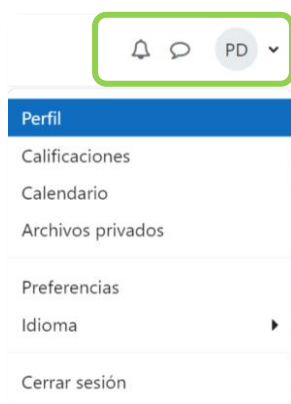 PD
Perfil
Calificaciones
Calendario
Archivos privados
Preferencias
Idioma
Cerrar sesión